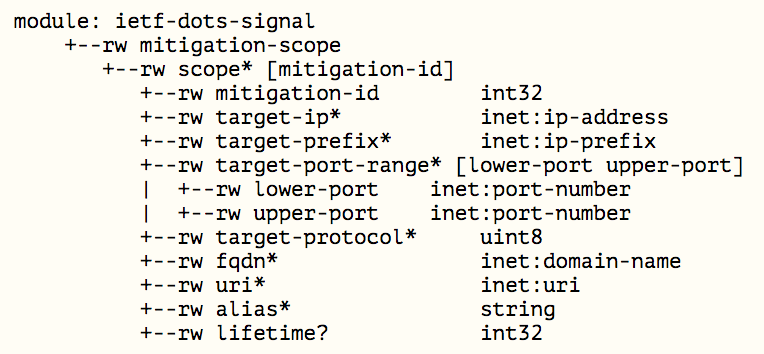 module: ietf-dots-signal
    +--rw mitigation-scope
       +--rw scope* [mitigation-id]
          +--rw mitigation-id        int32
          +--rw target-ip*           inet:ip-address
          +--rw target-prefix*       inet:ip-prefix
          +--rw target-port-range* [lower-port upper-port]
          |  +--rw lower-port    inet:port-number
          |  +--rw upper-port    inet:port-number
          +--rw target-protocol*     uint8
          +--rw fqdn*                inet:domain-name
          +--rw uri*                 inet:uri
          +--rw alias*               string
          +--rw lifetime?            int32